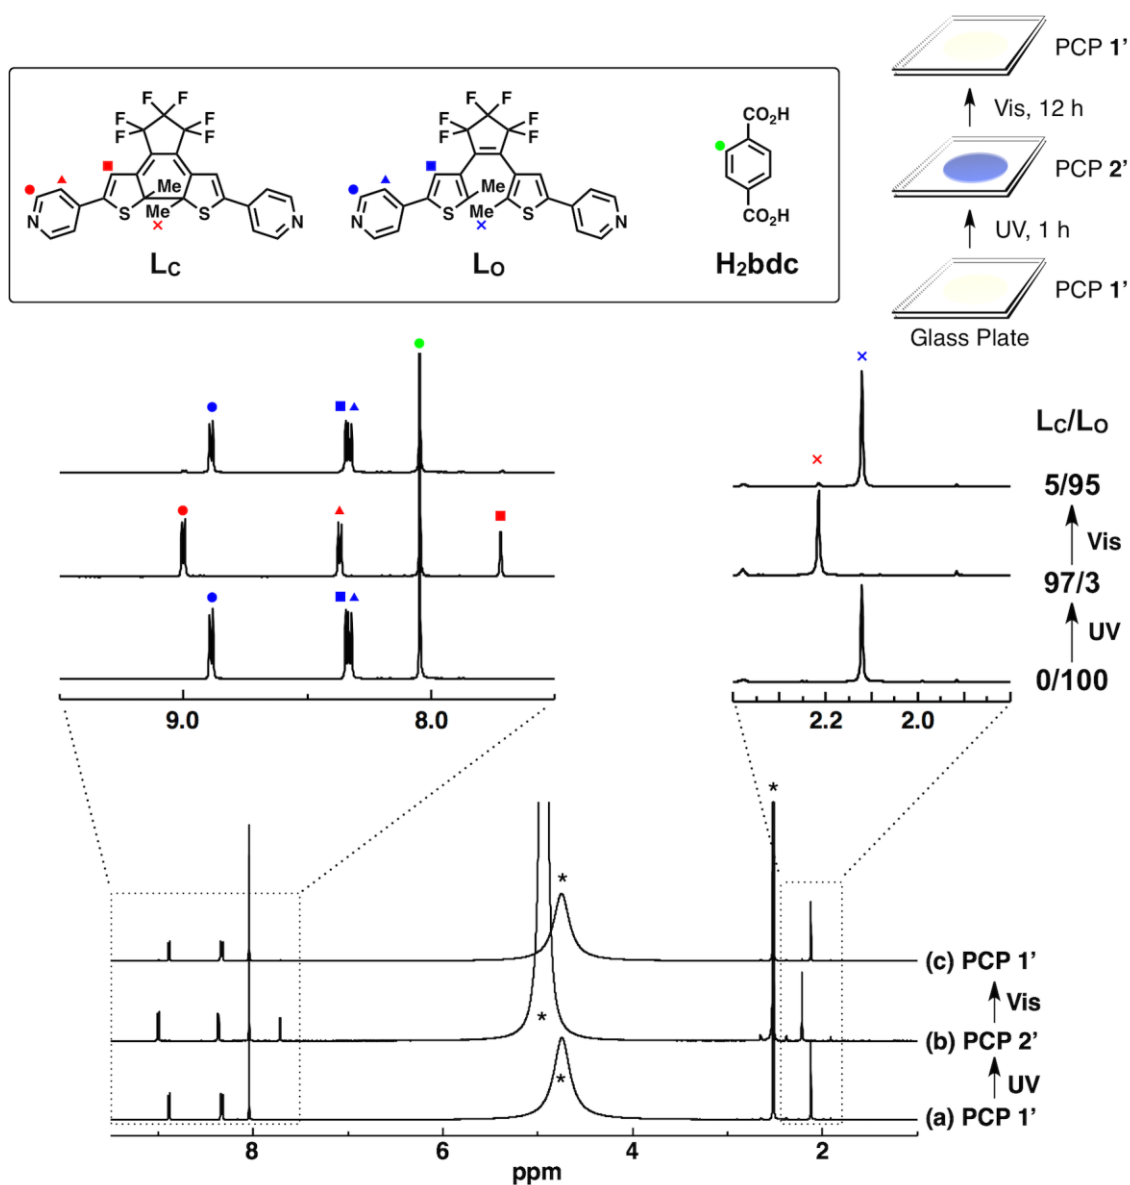 PCP 1'
Vis, 12 h
PCP 2'
UV, 1 h
PCP 1'
Glass Plate
F F F F F F
Me
Me
S S
N N
LC
F F F F F F
Me
Me
S S
N N
LO
CO2H
CO2H
H2bdc
LC/LO
5/95
Vis
97/3
UV
0/100
9.0 8.0
2.2 2.0
*
*
(c) PCP 1'
Vis
*
(b) PCP 2'
UV
*
(a) PCP 1'
8 6 4 2
ppm